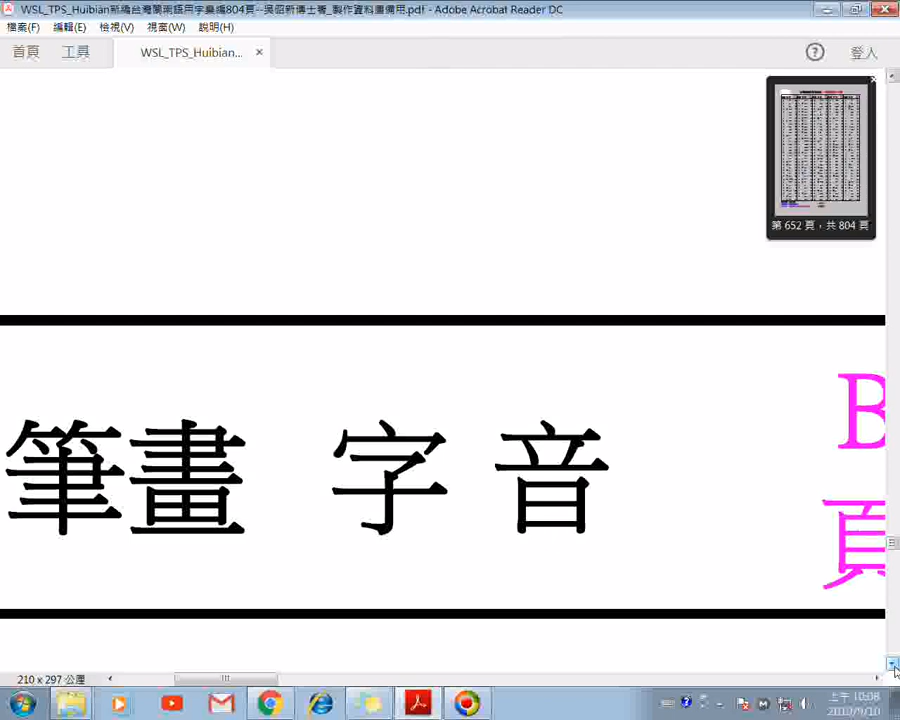 WSL_TPS_Huibian新編台灣閩南語用字彙編804頁--吳昭新博士著_製作資料庫備用.pdf - Adobe Acrobat Reader DC
檔案(F) 編輯(E) 檢視(V) 視窗(W) 說明(H)
首頁 工具 WSL_TPS_Huibian... × ? 登入
第 652 頁，共 804 頁
筆畫 字 音
B
頁
210 x 297 公厘
上午 10:08